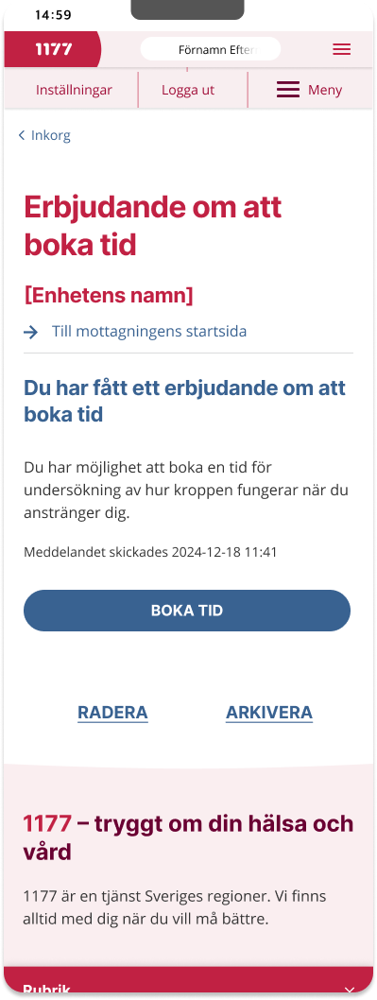 14:59
1177
Förnamn Efter
Inställningar
Logga ut
Meny
Inkorg
Erbjudande om att
boka tid
[Enhetens namn]
Till mottagningens startsida
Du har fått ett erbjudande om att
boka tid
Du har möjlighet att boka en tid för
undersökning av hur kroppen fungerar när du
anstränger dig.
Meddelandet skickades 2024-12-18 11:41
BOKA TID
RADERA
ARKIVERA
1177 – tryggt om din hälsa och
vård
1177 är en tjänst Sveriges regioner. Vi finns
alltid med dig när du vill må bättre.
Rubrik